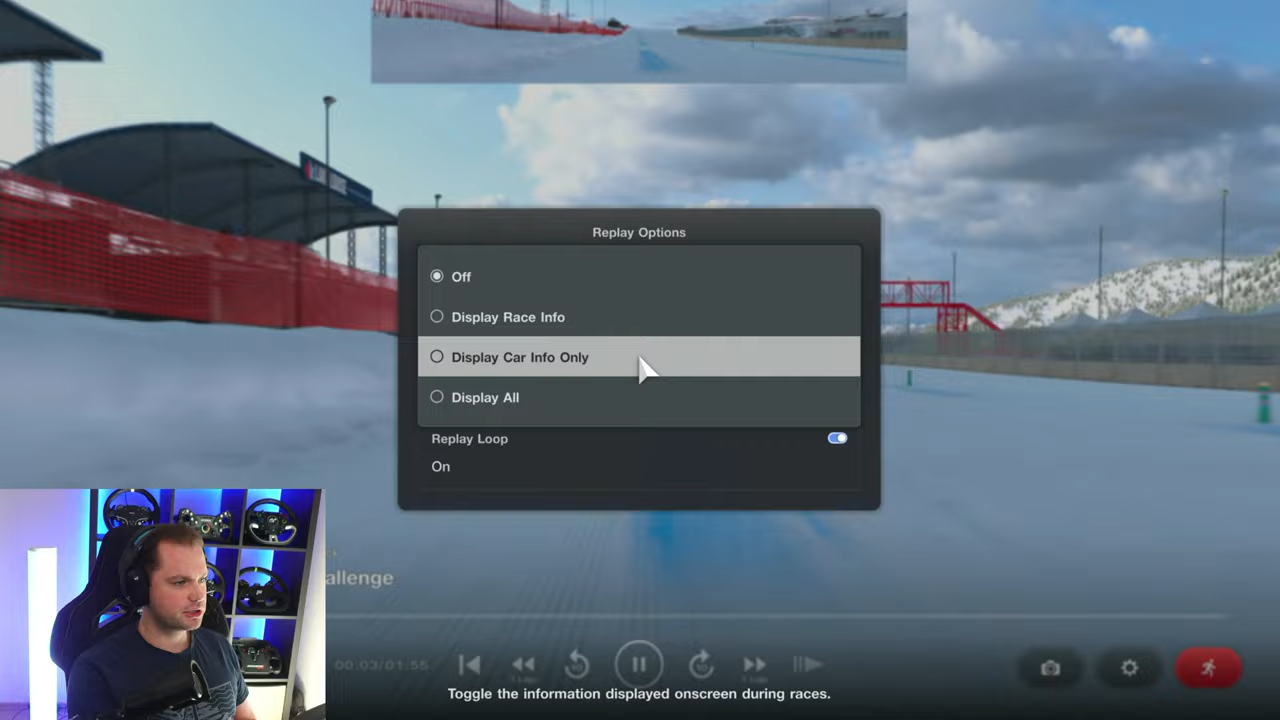 Replay Options
Off
Display Race Info
Display Car Info Only
Display All
Replay Loop
On
allenge
00:03/01:55
Toggle the information displayed onscreen during races.